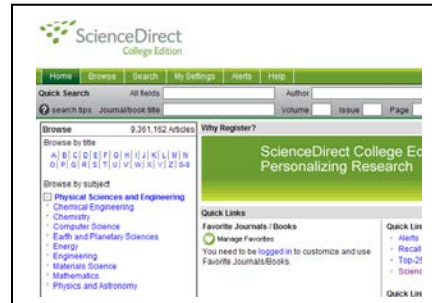 ScienceDirect
College Edition
Home Browse Search My Settings Alerts Help
Quick Search All fields Author
? search tips Journal/book title Volume Issue Page
Browse 9,361,162 Articles
Browse by title
A B C D E F G H I J K L M N
O P Q R S T U V W X Y Z 0-9
Browse by subject
Physical Sciences and Engineering
Chemical Engineering
Chemistry
Computer Science
Earth and Planetary Sciences
Energy
Engineering
Materials Science
Mathematics
Physics and Astronomy
Why Register?
ScienceDirect College Ed
Personalizing Research
Quick Links
Favorite Journals / Books
Manage Favorites
You need to be logged in to customize and use
Favorite Journals/Books.
Quick Lin
Alerts
Recall
Top-25
Scienc
Quick Lin